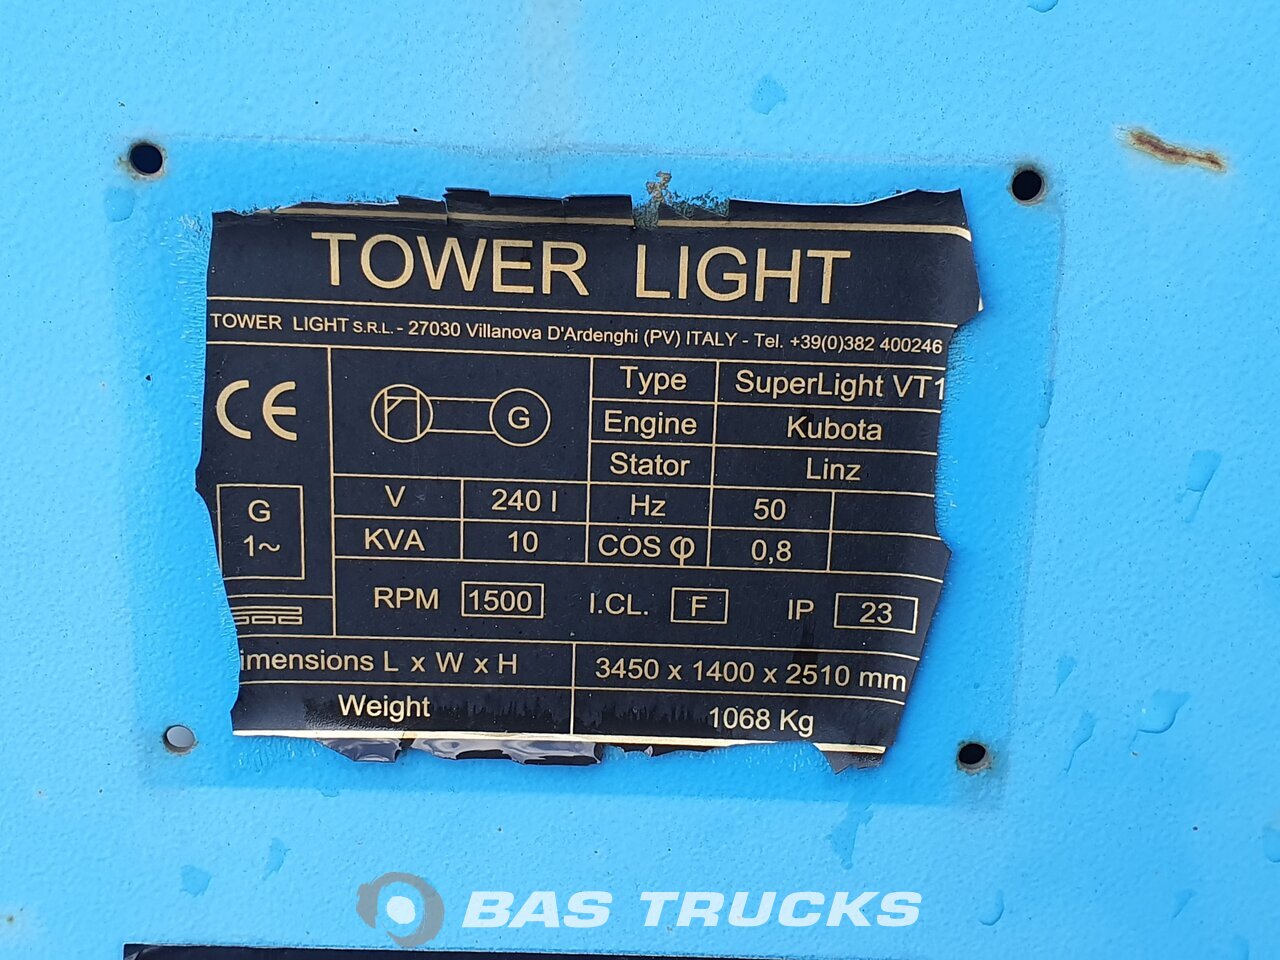 TOWER LIGHT
TOWER LIGHT S.R.L. - 27030 Villanova D'Ardenghi (PV) ITALY - Tel. +39(0)382 400246
CE
G
Type SuperLight VT1
Engine Kubota
Stator Linz
G
1~
V 240 I Hz 50
KVA 10 COS φ 0,8
RPM 1500 I.CL. F IP 23
imensions L x W x H 3450 x 1400 x 2510 mm
Weight 1068 Kg
BAS TRUCKS